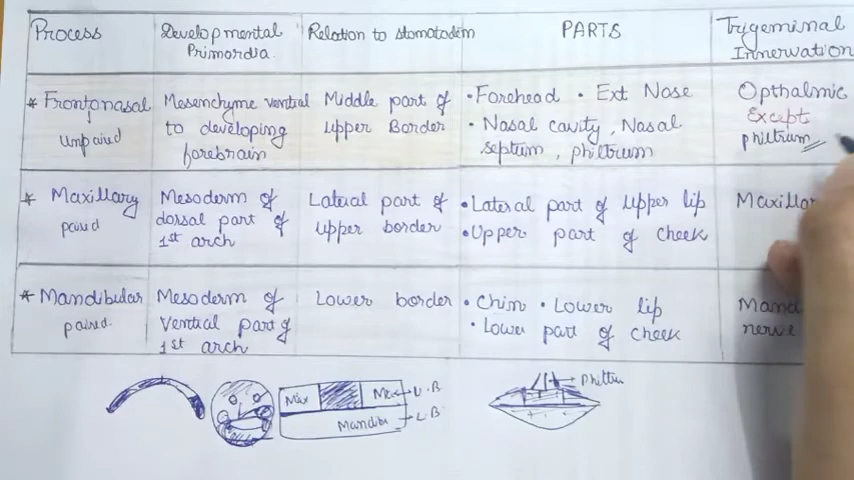 Process
Developmental
Primordia.
Relation to stomatodem
PARTS
Trigeminal
Innervation
* Frontonasal
unpaired
Mesenchyme ventral
to developing
forebrain
Middle part of
upper Border
• Forehead • Ext Nose
• Nasal cavity, Nasal
septum, philtrum
Opthalmic
Except
philtrum
* Maxillary
paired
Mesoderm of
dorsal part of
1st arch
Lateral part of
upper border
• Lateral part of upper lip
• Upper part of cheek
Maxilla
* Mandibular
paired.
Mesoderm of
Ventral part of
1st arch
Lower border
• Chin • Lower lip
• Lower part of cheek
Mand
nerve
Max
U.B
Mandibu
L.B